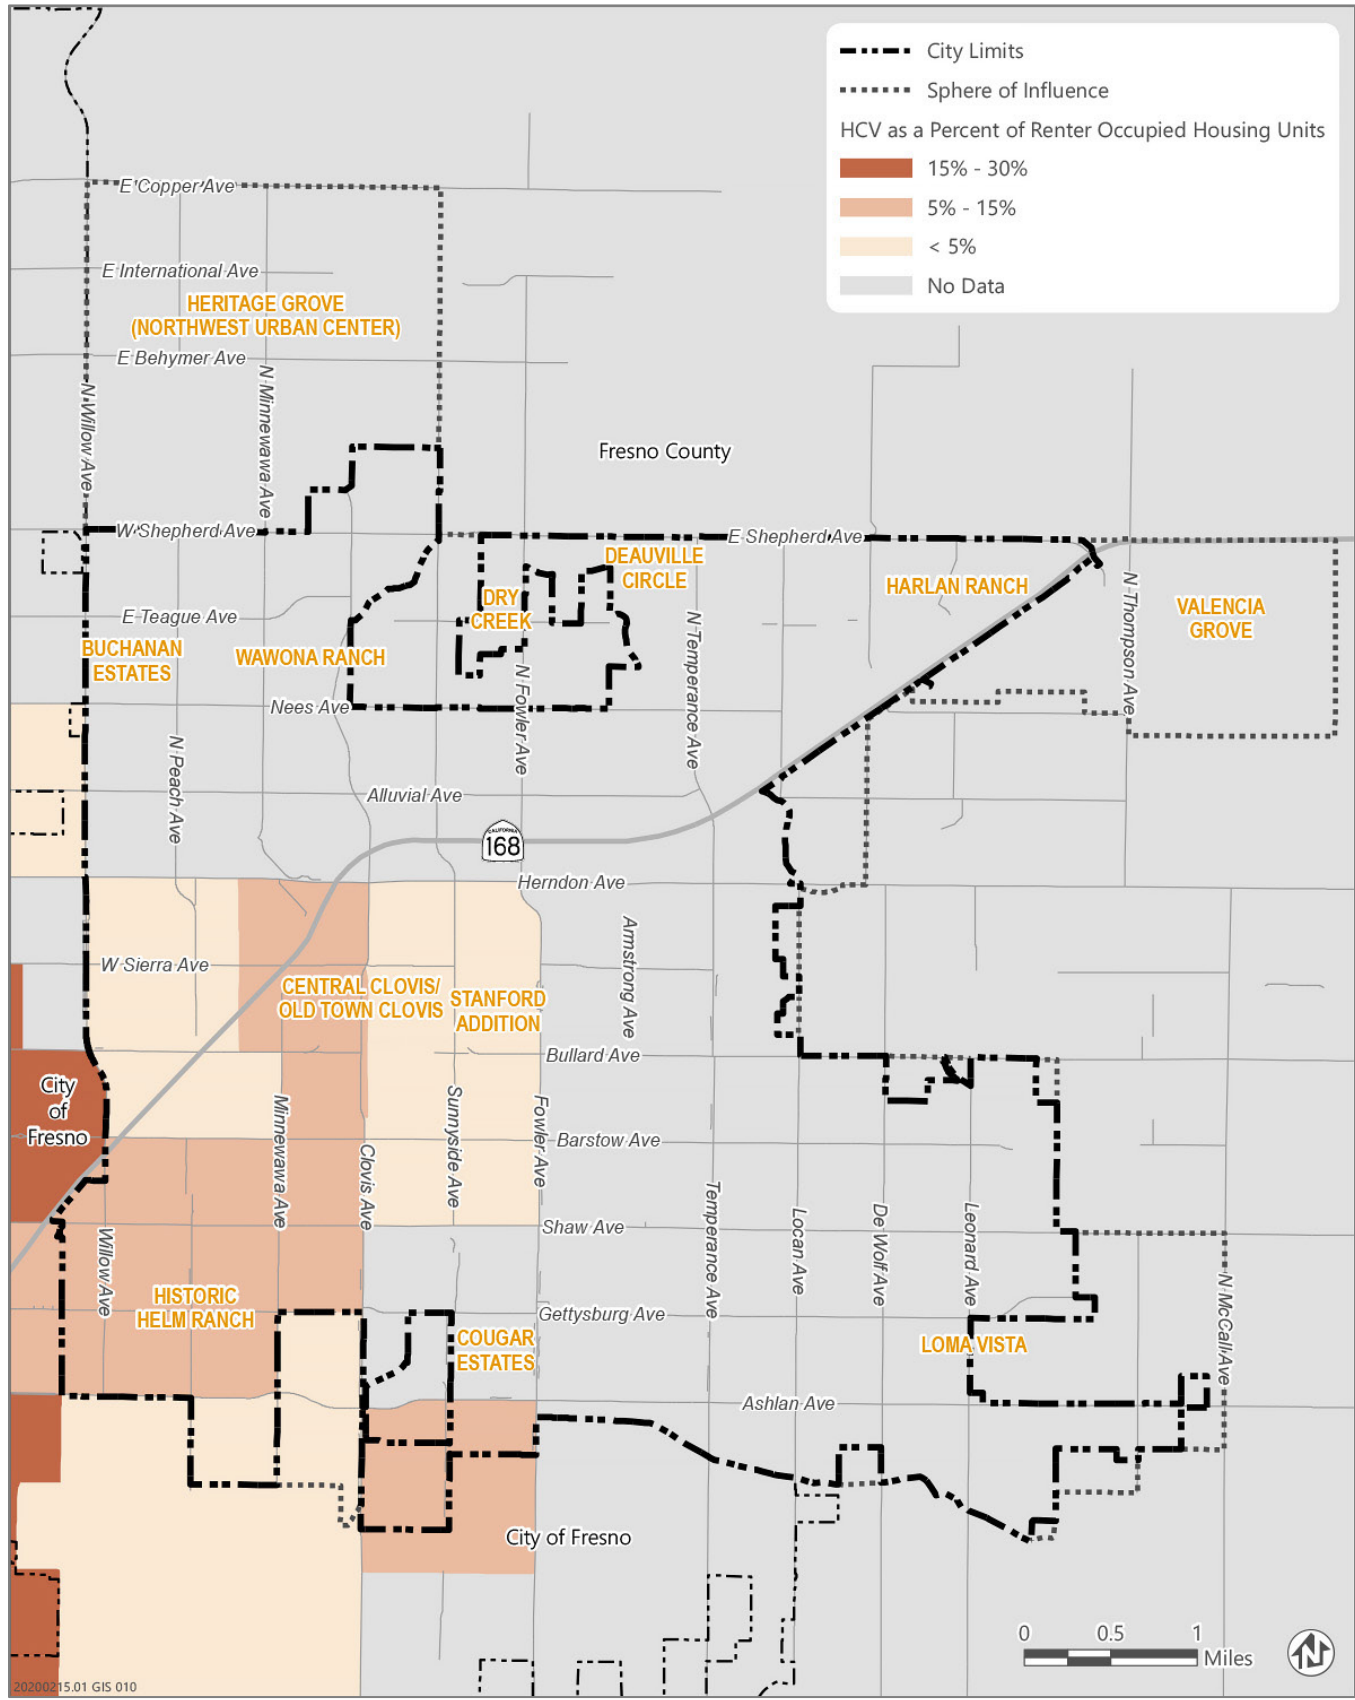 City Limits
Sphere of Influence
HCV as a Percent of Renter Occupied Housing Units
15% - 30%
5% - 15%
< 5%
No Data
E Copper Ave
E International Ave
HERITAGE GROVE
(NORTHWEST URBAN CENTER)
E Behymer Ave
N Willow Ave
N Minnewawa Ave
Fresno County
W Shepherd Ave
E Shepherd Ave
DEAUVILLE
CIRCLE
DRY
CREEK
HARLAN RANCH
N Thompson Ave
VALENCIA
GROVE
E Teague Ave
BUCHANAN
ESTATES
WAWONA RANCH
N Temperance Ave
N Fowler Ave
Nees Ave
N Peach Ave
Alluvial Ave
CALIFORNIA
168
Herndon Ave
Armstrong Ave
W Sierra Ave
CENTRAL CLOVIS/
OLD TOWN CLOVIS
STANFORD
ADDITION
Bullard Ave
City
of
Fresno
Minnewawa Ave
Clovis Ave
Sunnyside Ave
Fowler Ave
Barstow Ave
Shaw Ave
Willow Ave
Temperance Ave
Locan Ave
De Wolf Ave
Leonard Ave
N McCall Ave
HISTORIC
HELM RANCH
Gettysburg Ave
COUGAR
ESTATES
LOMA VISTA
Ashlan Ave
City of Fresno
0 0.5 1
Miles
N
20200215.01 GIS 010